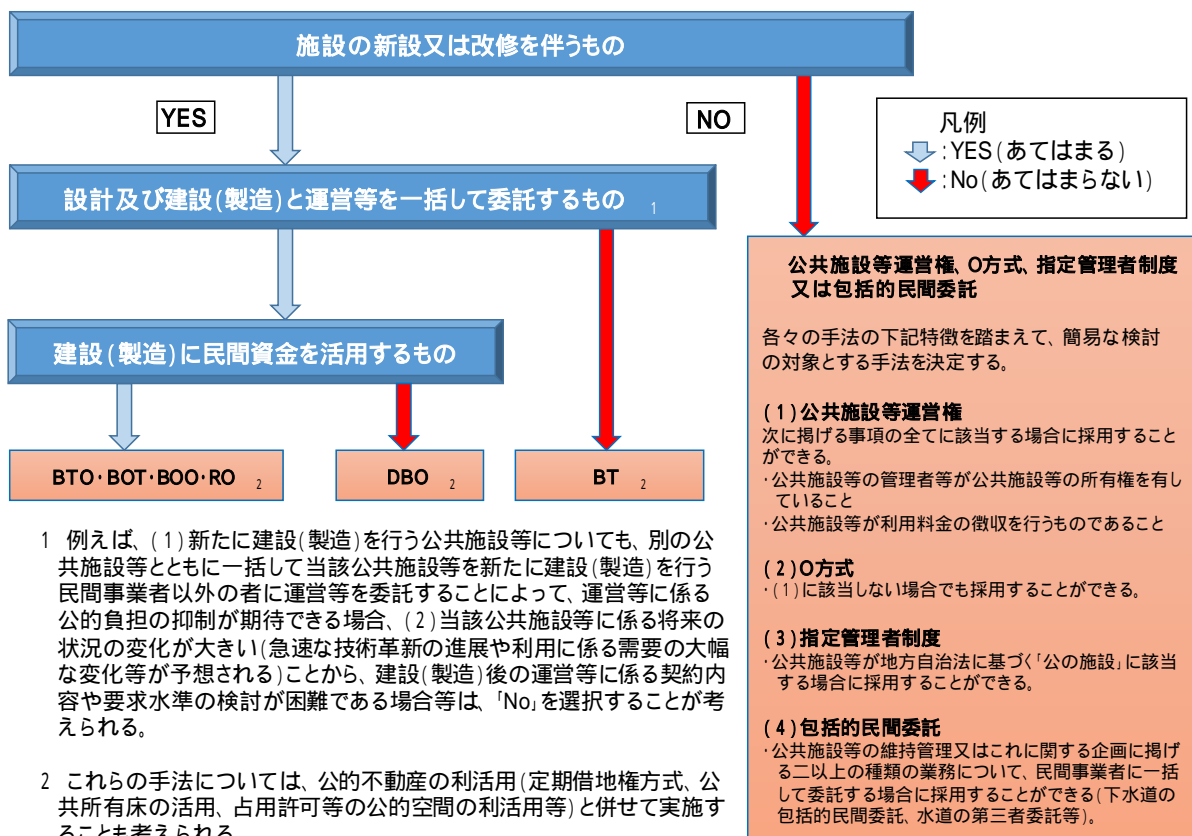 施設の新設又は改修を伴うもの
YES
NO
凡例
:YES(あてはまる)
:No(あてはまらない)
設計及び建設(製造)と運営等を一括して委託するもの 1
建設(製造)に民間資金を活用するもの
BTO・BOT・BOO・RO 2
DBO 2
BT 2
公共施設等運営権、O方式、指定管理者制度
又は包括的民間委託
各々の手法の下記特徴を踏まえて、簡易な検討
の対象とする手法を決定する。
(1)公共施設等運営権
次に掲げる事項の全てに該当する場合に採用すること
ができる。
・公共施設等の管理者等が公共施設等の所有権を有し
ていること
・公共施設等が利用料金の徴収を行うものであること
(2)O方式
・(1)に該当しない場合でも採用することができる。
(3)指定管理者制度
・公共施設等が地方自治法に基づく「公の施設」に該当
する場合に採用することができる。
(4)包括的民間委託
・公共施設等の維持管理又はこれに関する企画に掲げ
る二以上の種類の業務について、民間事業者に一括
して委託する場合に採用することができる(下水道の
包括的民間委託、水道の第三者委託等)。
1 例えば、(1)新たに建設(製造)を行う公共施設等についても、別の公
共施設等とともに一括して当該公共施設等を新たに建設(製造)を行う
民間事業者以外の者に運営等を委託することによって、運営等に係る
公的負担の抑制が期待できる場合、(2)当該公共施設等に係る将来の
状況の変化が大きい(急速な技術革新の進展や利用に係る需要の大幅
な変化等が予想される)ことから、建設(製造)後の運営等に係る契約内
容や要求水準の検討が困難である場合等は、「No」を選択することが考
えられる。
2 これらの手法については、公的不動産の利活用(定期借地権方式、公
共所有床の活用、占用許可等の公的空間の利活用等)と併せて実施す
ることも考えられる